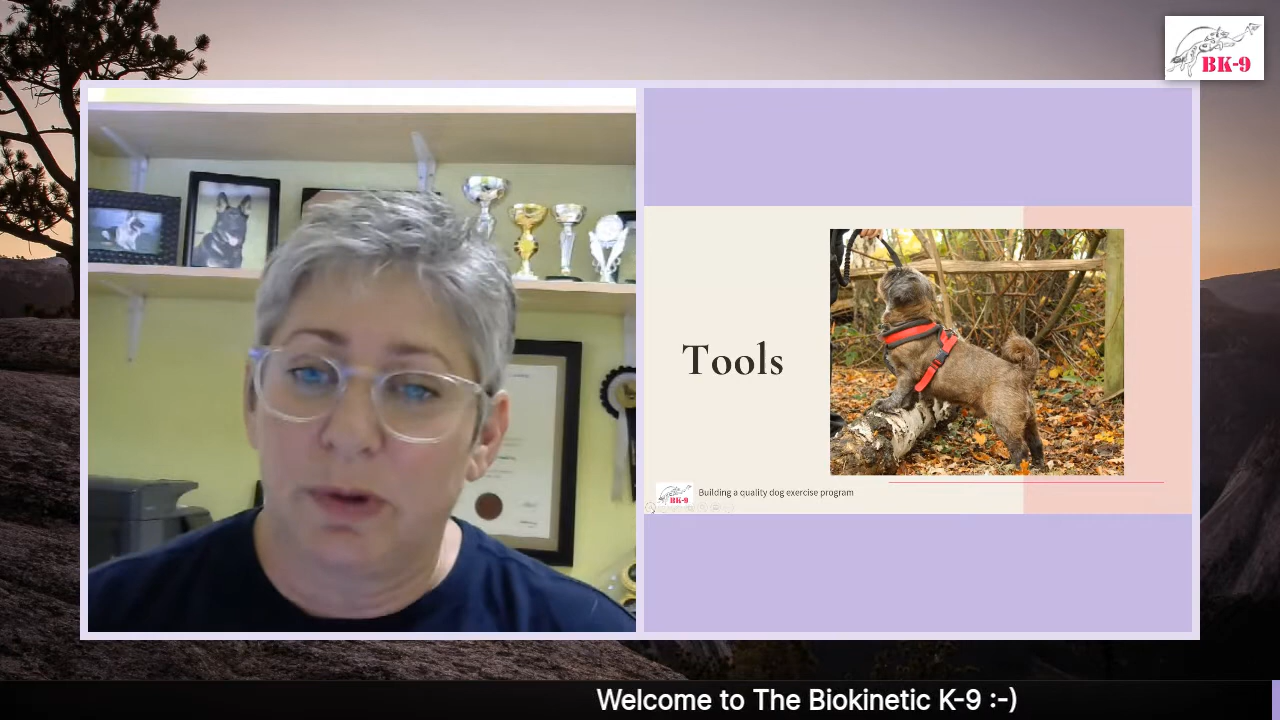 BK-9
Tools
BK-9
Building a quality dog exercise program
Welcome to The Biokinetic K-9 :-)